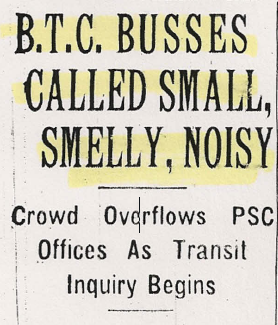 B.T.C. BUSSES
CALLED SMALL,
SMELLY, NOISY
Crowd Overflows PSC
Offices As Transit
Inquiry Begins